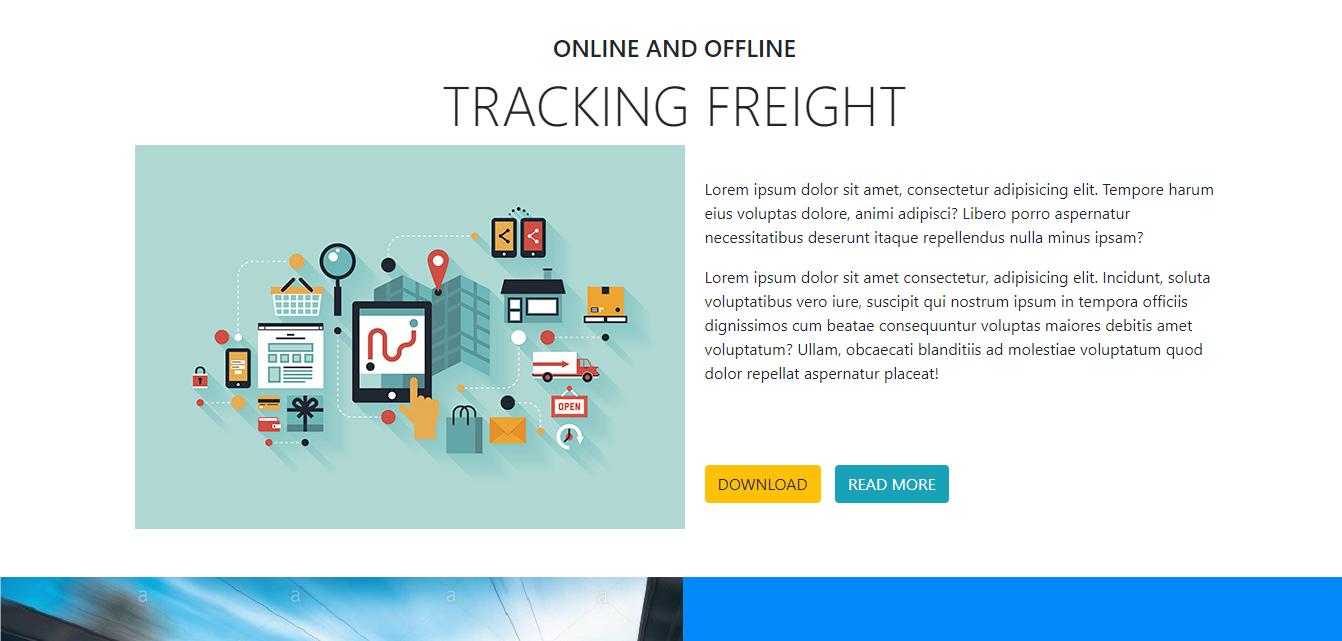 ONLINE AND OFFLINE
TRACKING FREIGHT
Lorem ipsum dolor sit amet, consectetur adipisicing elit. Tempore harum
eius voluptas dolore, animi adipisci? Libero porro aspernatur
necessitatibus deserunt itaque repellendus nulla minus ipsam?
Lorem ipsum dolor sit amet consectetur, adipisicing elit. Incidunt, soluta
voluptatibus vero iure, suscipit qui nostrum ipsum in tempora officiis
dignissimos cum beatae consequuntur voluptas maiores debitis amet
voluptatum? Ullam, obcaecati blanditiis ad molestiae voluptatum quod
dolor repellat aspernatur placeat!
OPEN
DOWNLOAD READ MORE
a a a a